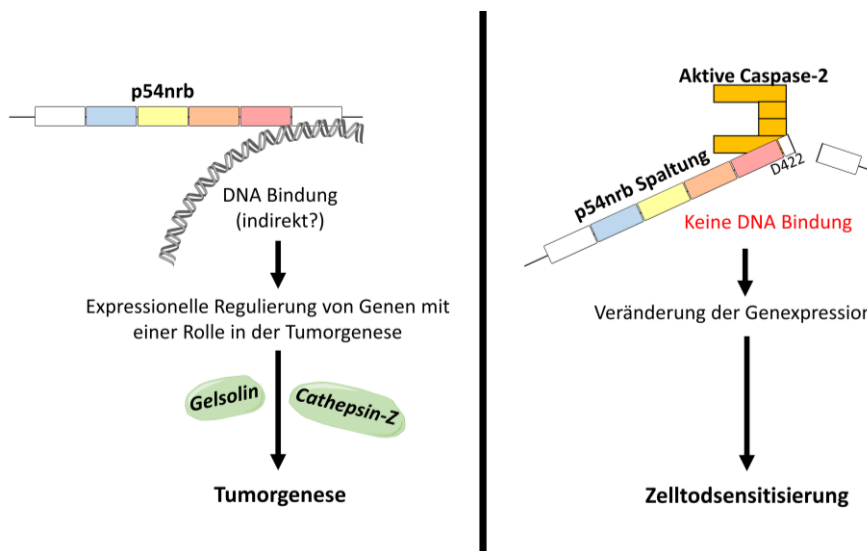 p54nrb
DNA Bindung
(indirekt?)
Expressionelle Regulierung von Genen mit
einer Rolle in der Tumorgenese
Gelsolin
Cathepsin-Z
Tumorgenese
Aktive Caspase-2
p54nrb Spaltung
D422
Keine DNA Bindung
Veränderung der Genexpression
Zelltodsensitisierung